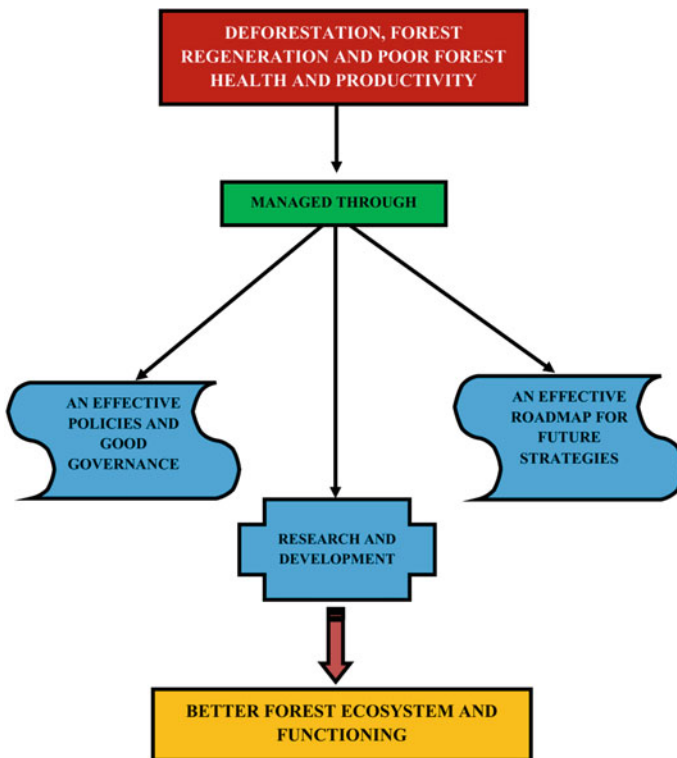 DEFORESTATION, FOREST
REGENERATION AND POOR FOREST
HEALTH AND PRODUCTIVITY
MANAGED THROUGH
AN EFFECTIVE
POLICIES AND
GOOD
GOVERNANCE
AN EFFECTIVE
ROADMAP FOR
FUTURE
STRATEGIES
RESEARCH AND
DEVELOPMENT
BETTER FOREST ECOSYSTEM AND
FUNCTIONING